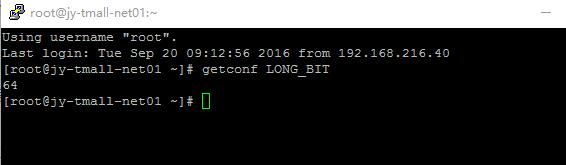 root@jy-tmall-net01:~
Using username "root".
Last login: Tue Sep 20 09:12:56 2016 from 192.168.216.40
[root@jy-tmall-net01 ~]# getconf LONG_BIT
64
[root@jy-tmall-net01 ~]#